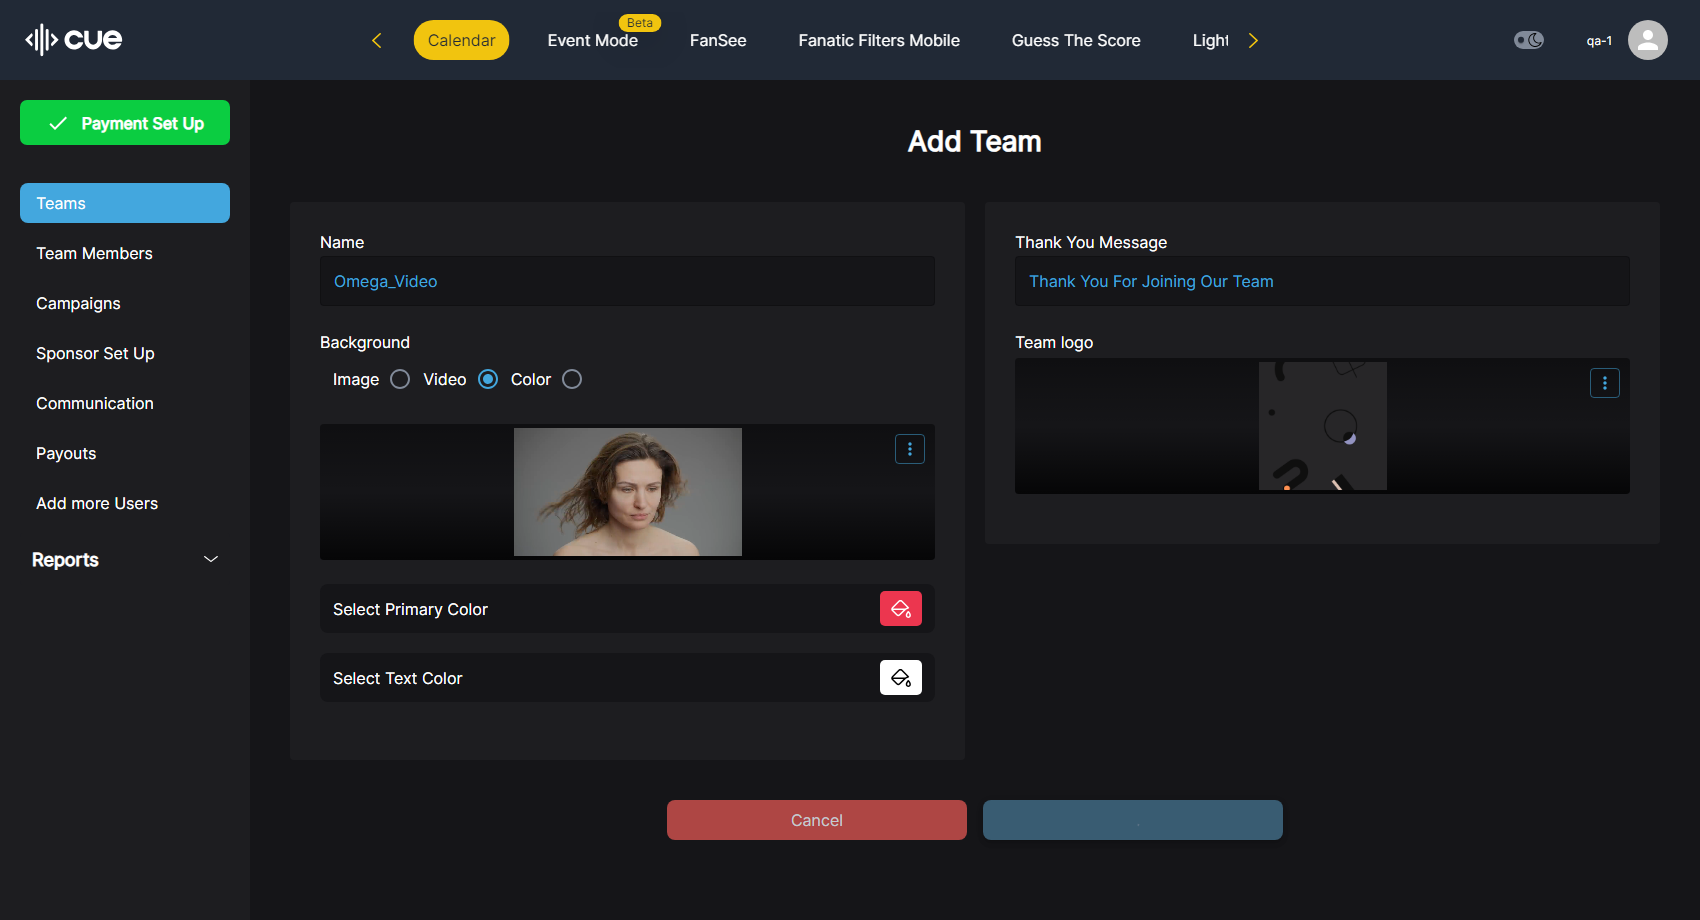 cue
Calendar
Event Mode
Beta
FanSee
Fanatic Filters Mobile
Guess The Score
Light
qa-1
Payment Set Up
Teams
Team Members
Campaigns
Sponsor Set Up
Communication
Payouts
Add more Users
Reports
Add Team
Name
Omega_Video
Background
Image
Video
Color
Select Primary Color
Select Text Color
Thank You Message
Thank You For Joining Our Team
Team logo
Cancel